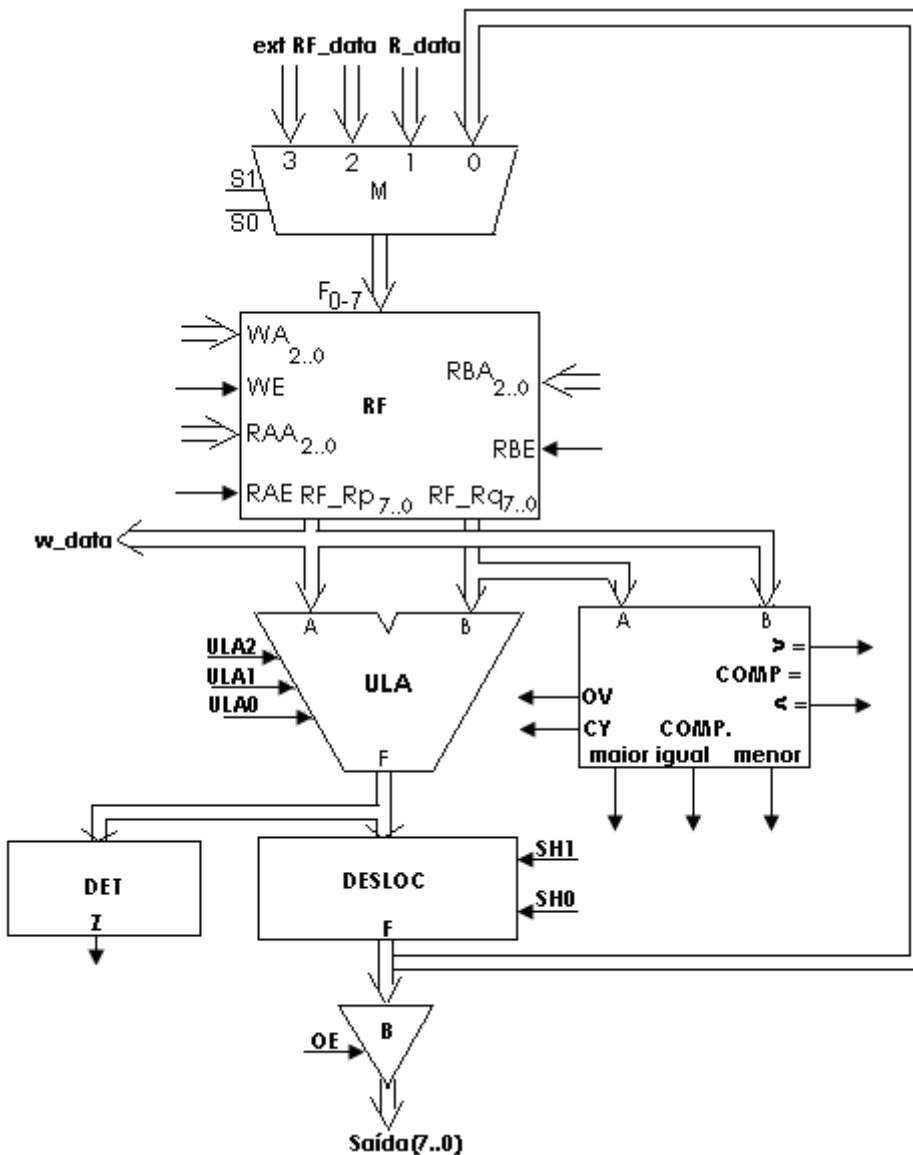 ext RF_data R_data
3 2 1 0
S1
M
S0
F0-7
WA2..0
RBA2..0
WE
RF
RAA2..0
RBE
RAE RF_Rp7..0 RF_Rq7..0
w_data
A B A B
ULA2
ULA1
ULA0
ULA
> =
COMP =
< =
OV
CY COMP.
maior igual menor
F
DET
Z
DESLOC
F
SH1
SH0
B
OE
Saída(7..0)